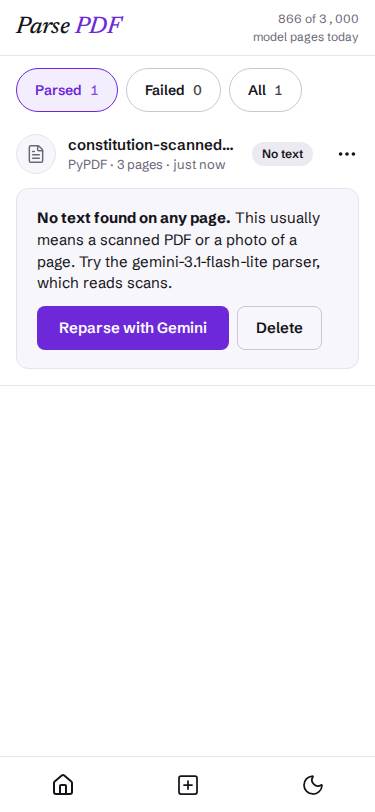 Parse PDF
866 of 3,000
model pages today
Parsed 1
Failed 0
All 1
constitution-scanned...
No text
PyPDF · 3 pages · just now
No text found on any page. This usually
means a scanned PDF or a photo of a
page. Try the gemini-3.1-flash-lite parser,
which reads scans.
Reparse with Gemini
Delete